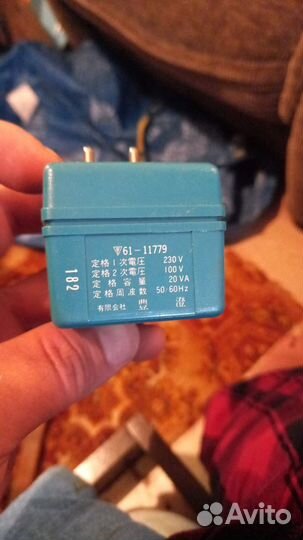 61-11779
定格1次電圧 230V
定格2次電圧 100V
定格容量 20VA
定格周波数 50/60Hz
有限会社 豊澄
182
Avito